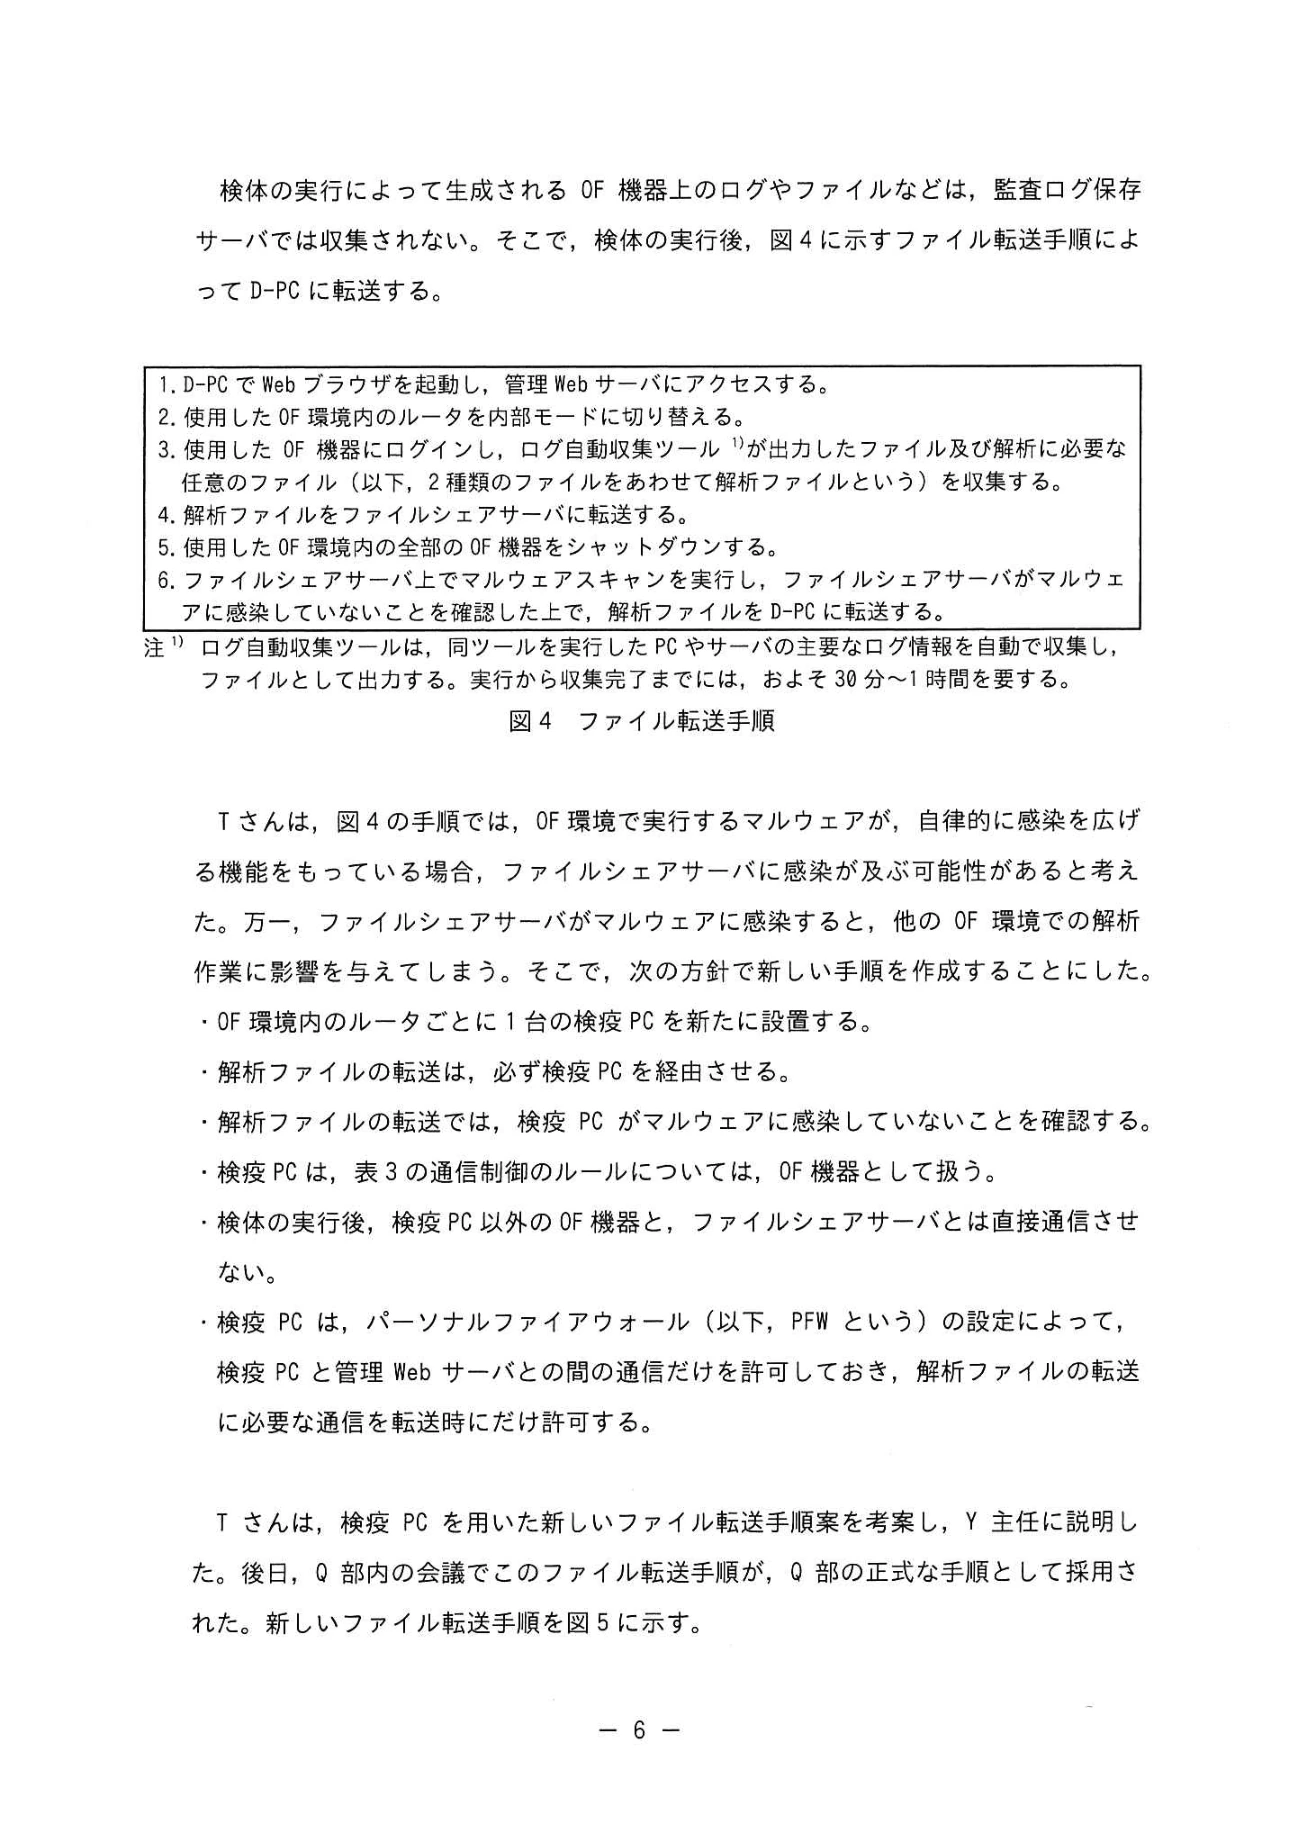 検体の実行によって生成される OF 機器上のログやファイルなどは，監査ログ保存
サーバでは収集されない。そこで，検体の実行後，図4に示すファイル転送手順によ
って D-PC に転送する。
1. D-PC で Web ブラウザを起動し，管理 Web サーバにアクセスする。
2. 使用した OF 環境内のルータを内部モードに切り替える。
3. 使用した OF 機器にログインし，ログ自動収集ツール 1)が出力したファイル及び解析に必要な
任意のファイル（以下，2種類のファイルをあわせて解析ファイルという）を収集する。
4. 解析ファイルをファイルシェアサーバに転送する。
5. 使用した OF 環境内の全部の OF 機器をシャットダウンする。
6. ファイルシェアサーバ上でマルウェアスキャンを実行し，ファイルシェアサーバがマルウェ
アに感染していないことを確認した上で，解析ファイルを D-PC に転送する。
注 1) ログ自動収集ツールは，同ツールを実行した PC やサーバの主要なログ情報を自動で収集し，
ファイルとして出力する。実行から収集完了までには，およそ 30 分～1 時間を要する。
図4　ファイル転送手順
T さんは，図4の手順では，OF 環境で実行するマルウェアが，自律的に感染を広げ
る機能をもっている場合，ファイルシェアサーバに感染が及ぶ可能性があると考え
た。万一，ファイルシェアサーバがマルウェアに感染すると，他の OF 環境での解析
作業に影響を与えてしまう。そこで，次の方針で新しい手順を作成することにした。
・OF 環境内のルータごとに 1 台の検疫 PC を新たに設置する。
・解析ファイルの転送は，必ず検疫 PC を経由させる。
・解析ファイルの転送では，検疫 PC がマルウェアに感染していないことを確認する。
・検疫 PC は，表 3 の通信制御のルールについては，OF 機器として扱う。
・検体の実行後，検疫 PC 以外の OF 機器と，ファイルシェアサーバとは直接通信させ
ない。
・検疫 PC は，パーソナルファイアウォール（以下，PFW という）の設定によって，
検疫 PC と管理 Web サーバとの間の通信だけを許可しておき，解析ファイルの転送
に必要な通信を転送時にだけ許可する。
T さんは，検疫 PC を用いた新しいファイル転送手順案を考案し，Y 主任に説明し
た。後日，Q 部内の会議でこのファイル転送手順が，Q 部の正式な手順として採用さ
れた。新しいファイル転送手順を図 5 に示す。
－ 6 －